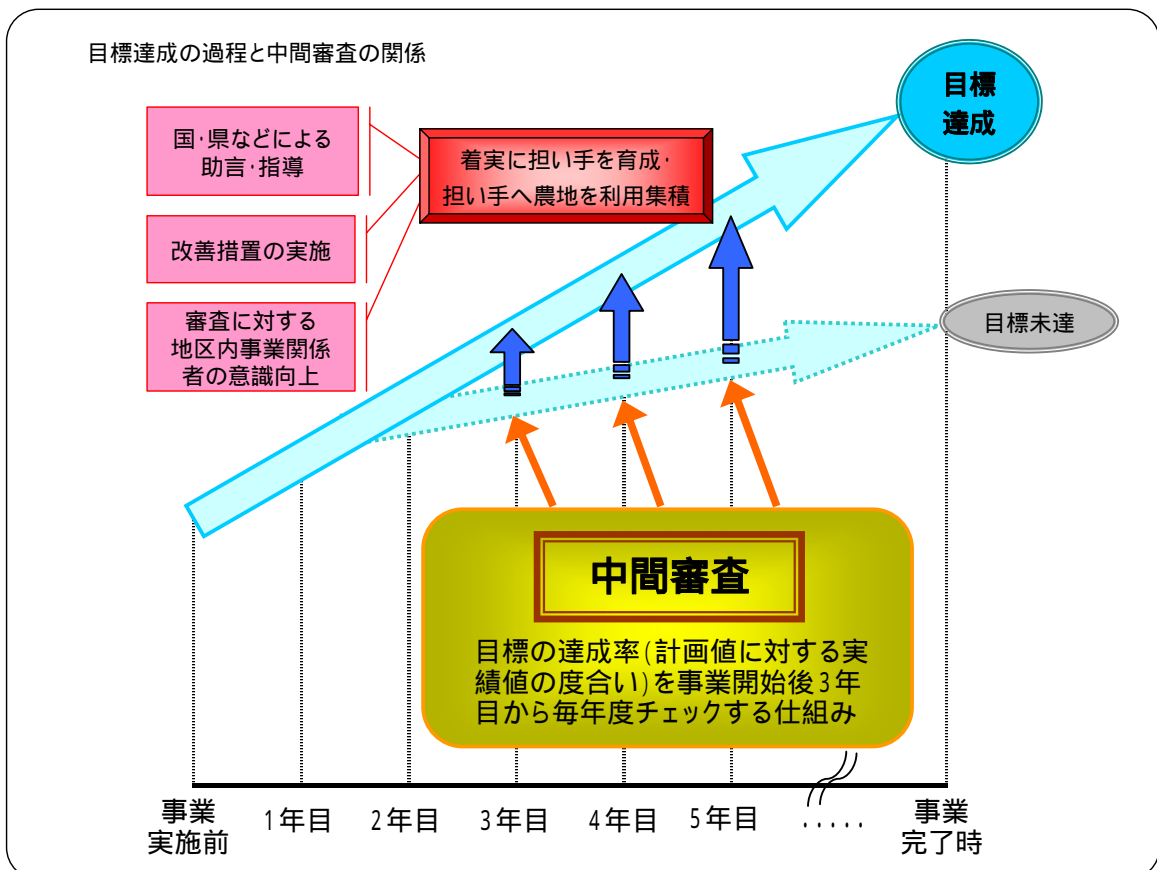 目標達成の過程と中間審査の関係
目標
達成
国・県などによる
助言・指導
着実に担い手を育成・
担い手へ農地を利用集積
改善措置の実施
審査に対する
地区内事業関係
者の意識向上
目標未達
中間審査
目標の達成率(計画値に対する実
績値の度合い)を事業開始後3年
目から毎年度チェックする仕組み
事業
実施前
1年目
2年目
3年目
4年目
5年目
.....
事業
完了時